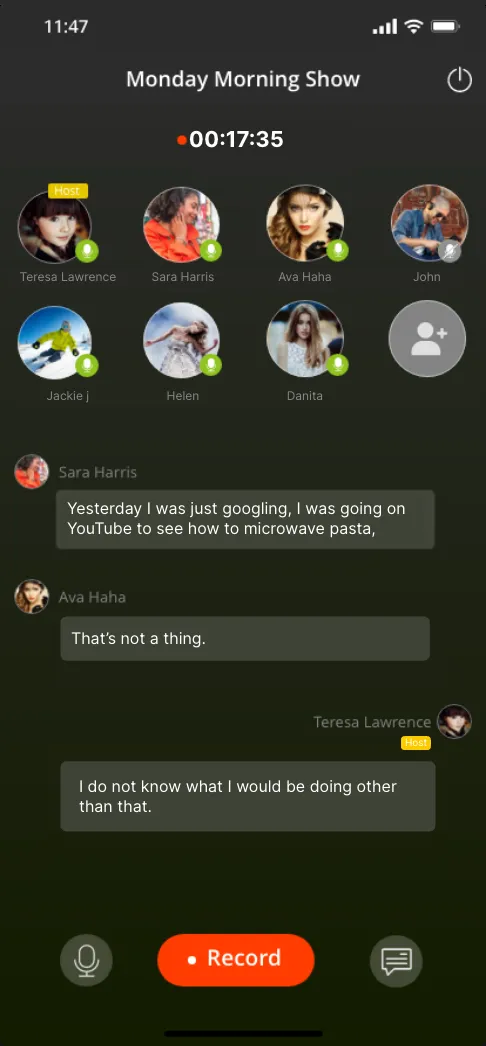 11:47
Monday Morning Show
00:17:35
Host
Teresa Lawrence
Sara Harris
Ava Haha
John
Jackie j
Helen
Danita
Sara Harris
Yesterday I was just googling, I was going on
YouTube to see how to microwave pasta,
Ava Haha
That’s not a thing.
Teresa Lawrence
Host
I do not know what I would be doing other
than that.
Record